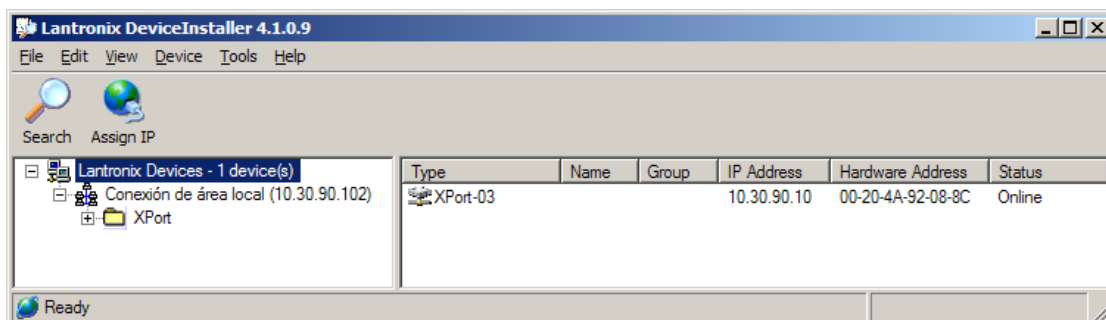 Lantronix DeviceInstaller 4.1.0.9
File Edit View Device Tools Help
Search Assign IP
Lantronix Devices - 1 device(s)
Conexión de área local (10.30.90.102)
XPort
Type Name Group IP Address Hardware Address Status
XPort-03 10.30.90.10 00-20-4A-92-08-8C Online
Ready